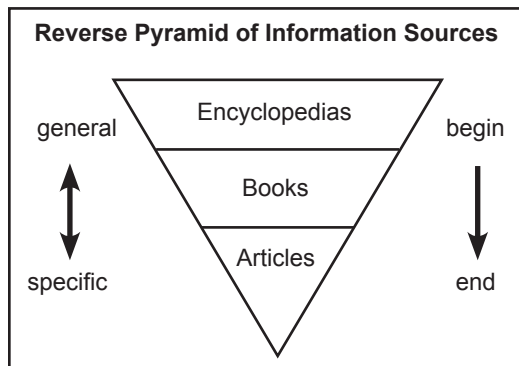 Reverse Pyramid of Information Sources
Encyclopedias
general
begin
Books
Articles
specific
end